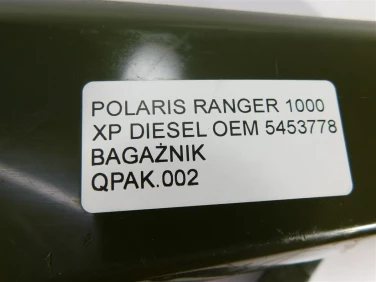 POLARIS RANGER 1000
XP DIESEL OEM 5453778
BAGAŻNIK
QPAK.002